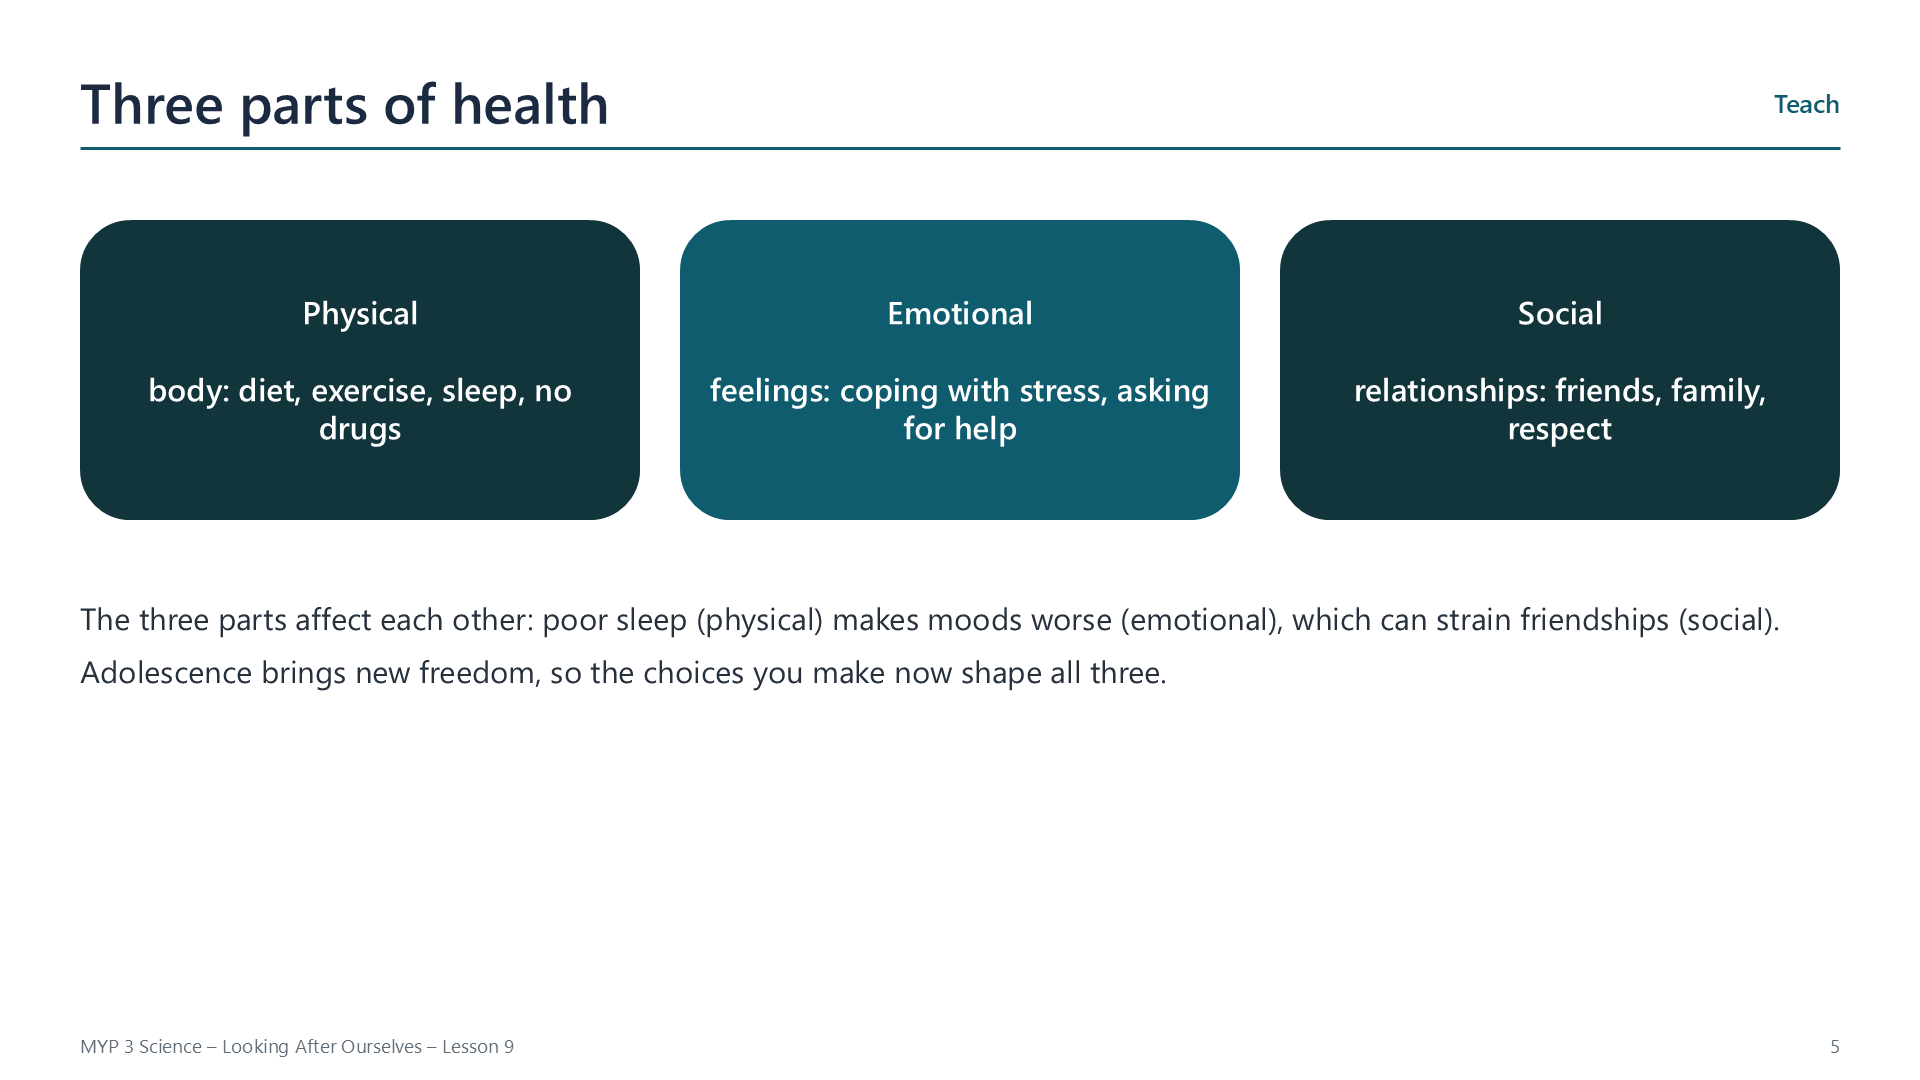 Three parts of health
Teach
Physical
body: diet, exercise, sleep, no
drugs
Emotional
feelings: coping with stress, asking
for help
Social
relationships: friends, family,
respect
The three parts affect each other: poor sleep (physical) makes moods worse (emotional), which can strain friendships (social).
Adolescence brings new freedom, so the choices you make now shape all three.
MYP 3 Science – Looking After Ourselves – Lesson 9
5